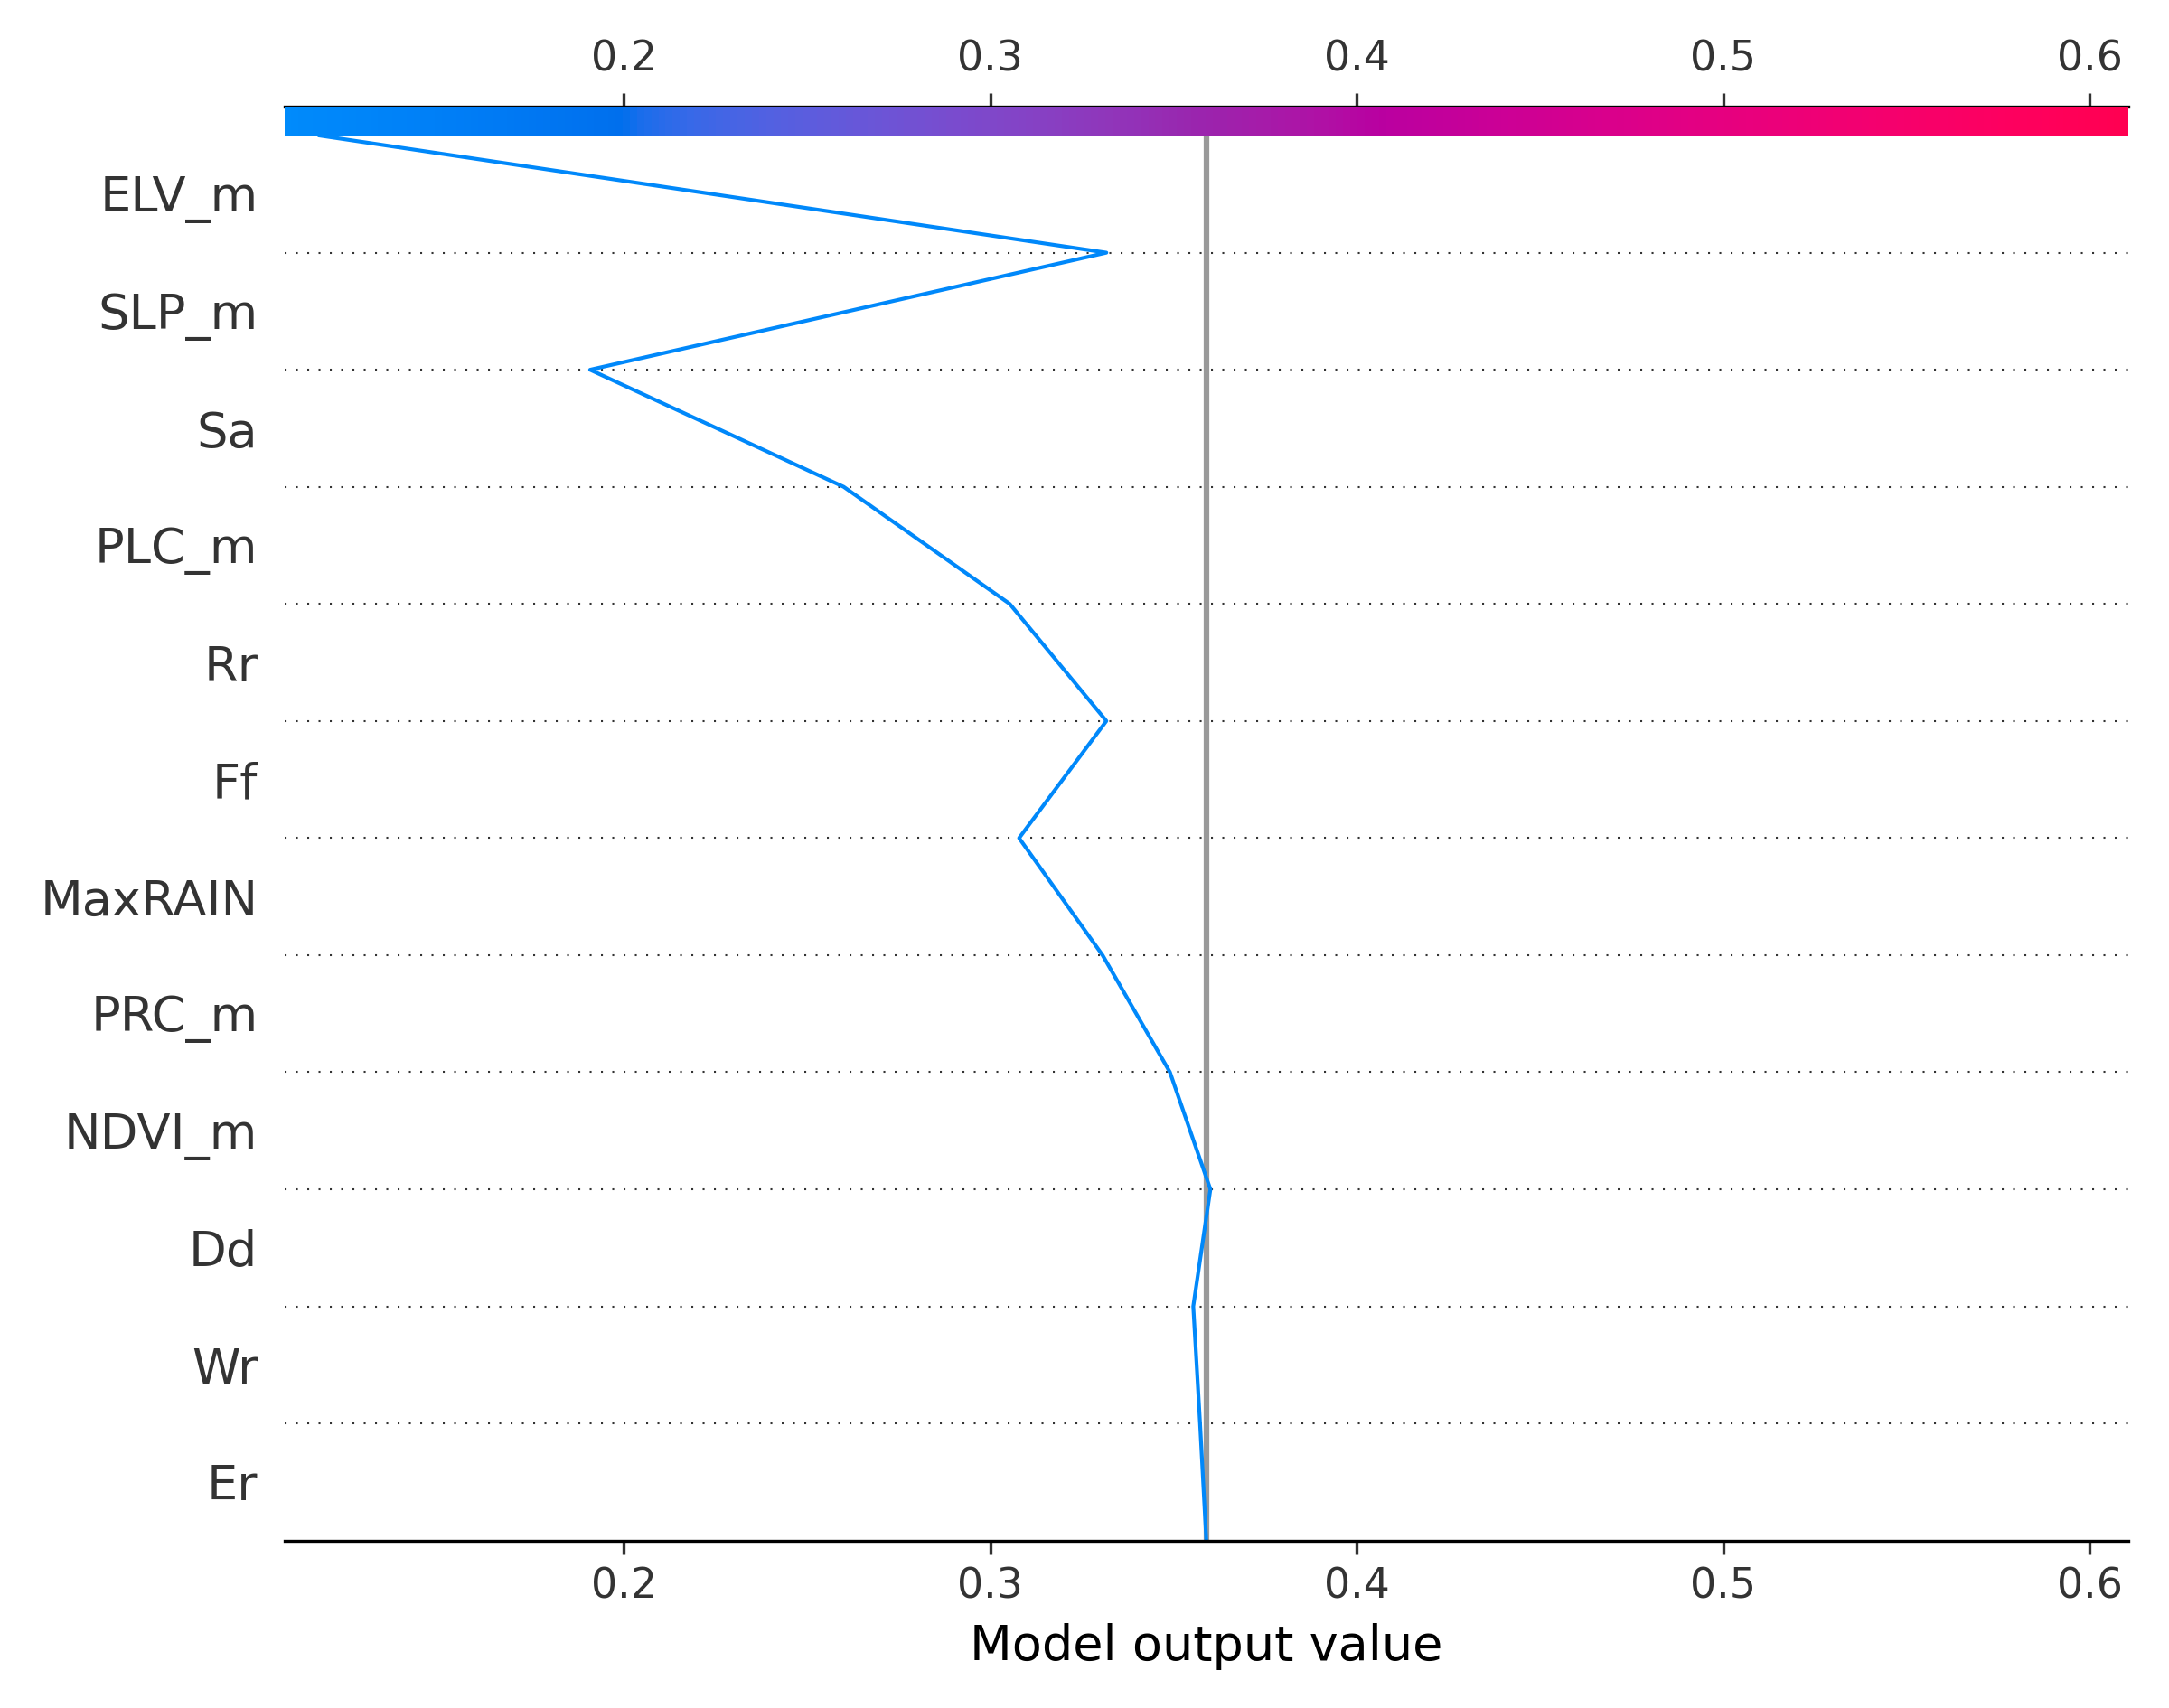 0.2 0.3 0.4 0.5 0.6
ELV_m
SLP_m
Sa
PLC_m
Rr
Ff
MaxRAIN
PRC_m
NDVI_m
Dd
Wr
Er
0.2 0.3 0.4 0.5 0.6
Model output value